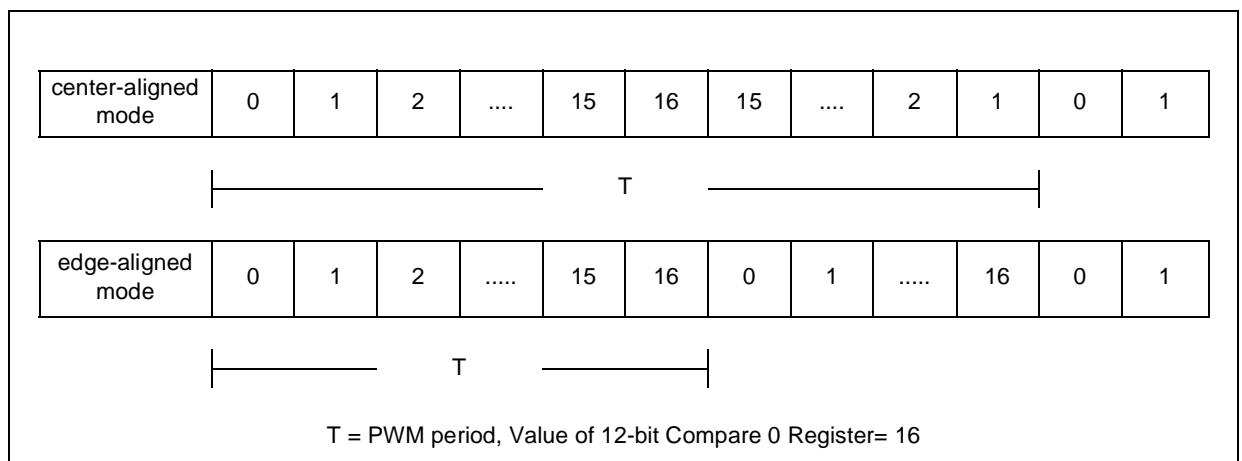 center-aligned
mode 0 1 2 .... 15 16 15 .... 2 1 0 1
T
edge-aligned
mode 0 1 2 ..... 15 16 0 1 ..... 16 0 1
T
T = PWM period, Value of 12-bit Compare 0 Register= 16